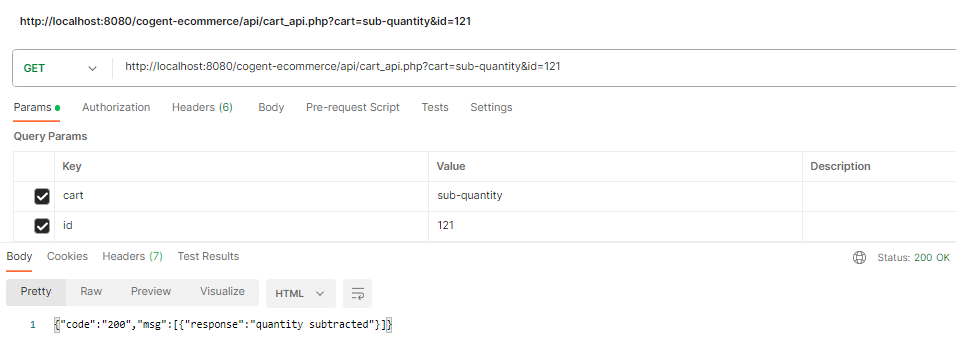 http://localhost:8080/cogent-ecommerce/api/cart_api.php?cart=sub-quantity&id=121
GET http://localhost:8080/cogent-ecommerce/api/cart_api.php?cart=sub-quantity&id=121
Params Authorization Headers (6) Body Pre-request Script Tests Settings
Query Params
Key Value Description
cart sub-quantity
id 121
Body Cookies Headers (7) Test Results Status: 200 OK
Pretty Raw Preview Visualize HTML
1 {"code":"200","msg":[{"response":"quantity subtracted"}]}